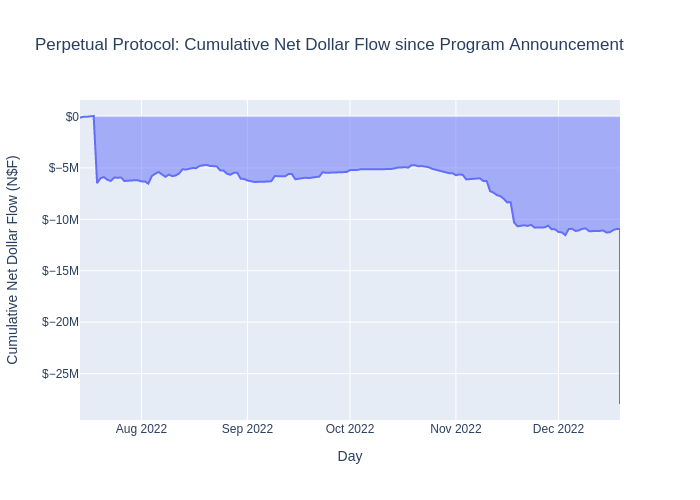 Perpetual Protocol: Cumulative Net Dollar Flow since Program Announcement
Cumulative Net Dollar Flow (N$F)
$0
$−5M
$−10M
$−15M
$−20M
$−25M
Aug 2022
Sep 2022
Oct 2022
Nov 2022
Dec 2022
Day